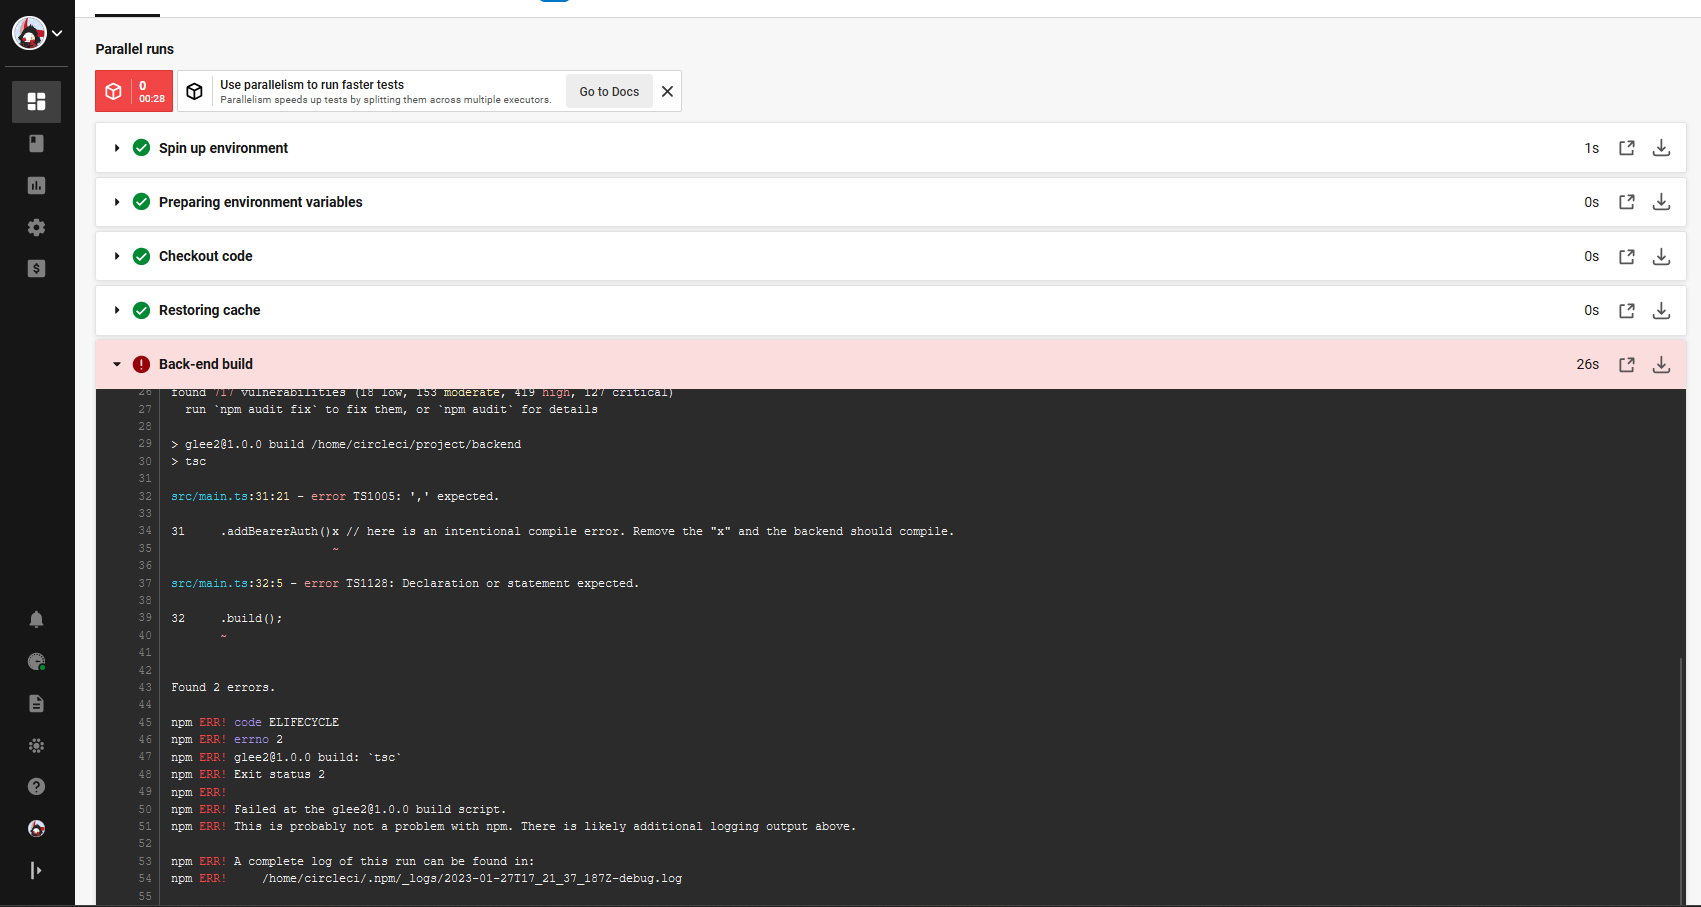 Parallel runs
0
00:28
Use parallelism to run faster tests
Parallelism speeds up tests by splitting them across multiple executors.
Go to Docs
Spin up environment
1s
Preparing environment variables
0s
Checkout code
0s
Restoring cache
0s
Back-end build
26s
26 found 717 vulnerabilities (18 low, 153 moderate, 419 high, 127 critical)
27 run `npm audit fix` to fix them, or `npm audit` for details
28
29 > glee2@1.0.0 build /home/circleci/project/backend
30 > tsc
31
32 src/main.ts:31:21 - error TS1005: ',' expected.
33
34 31 .addBearerAuth()x // here is an intentional compile error. Remove the "x" and the backend should compile.
35 ~
36
37 src/main.ts:32:5 - error TS1128: Declaration or statement expected.
38
39 32 .build();
40 ~
41
42
43 Found 2 errors.
44
45 npm ERR! code ELIFECYCLE
46 npm ERR! errno 2
47 npm ERR! glee2@1.0.0 build: `tsc`
48 npm ERR! Exit status 2
49 npm ERR!
50 npm ERR! Failed at the glee2@1.0.0 build script.
51 npm ERR! This is probably not a problem with npm. There is likely additional logging output above.
52
53 npm ERR! A complete log of this run can be found in:
54 npm ERR! /home/circleci/.npm/_logs/2023-01-27T17_21_37_187Z-debug.log
55